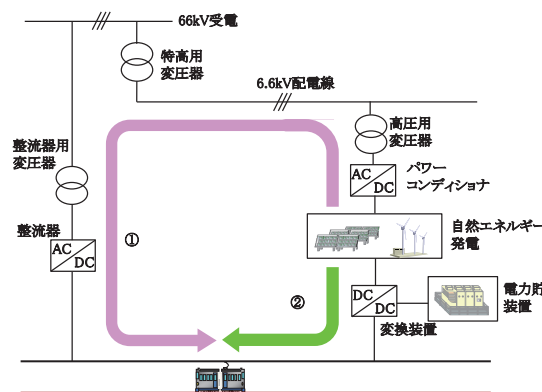 66kV受電
特高用
変圧器
6.6kV配電線
高圧用
変圧器
整流器用
変圧器
AC
DC
パワー
コンディショナ
整流器
AC
DC
①
自然エネルギー
発電
②
DC
DC
変換装置
電力貯
装置